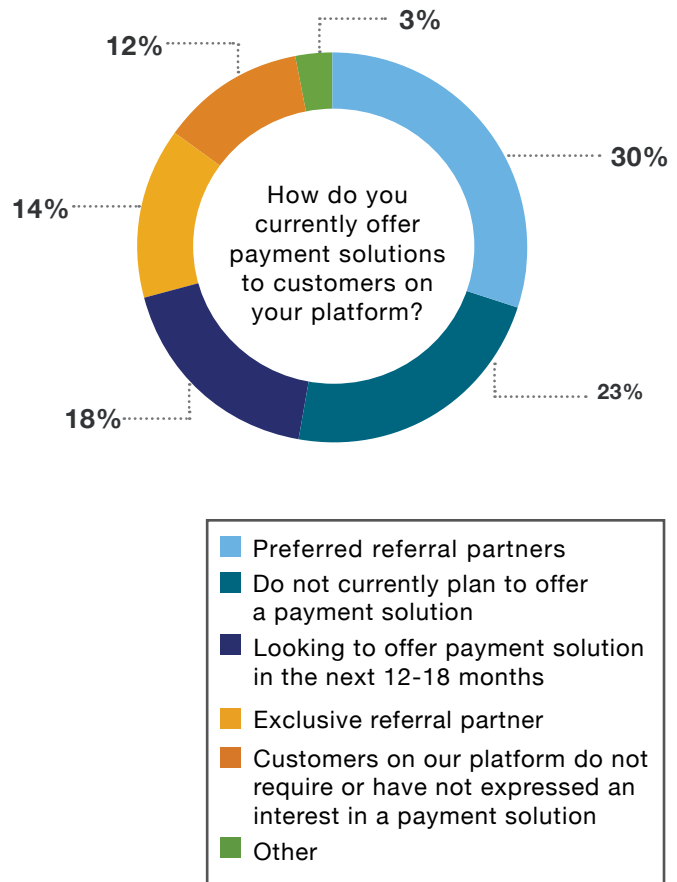 3%
12%
30%
14%
How do you
currently offer
payment solutions
to customers on
your platform?
23%
18%
Preferred referral partners
Do not currently plan to offer
a payment solution
Looking to offer payment solution
in the next 12-18 months
Exclusive referral partner
Customers on our platform do not
require or have not expressed an
interest in a payment solution
Other